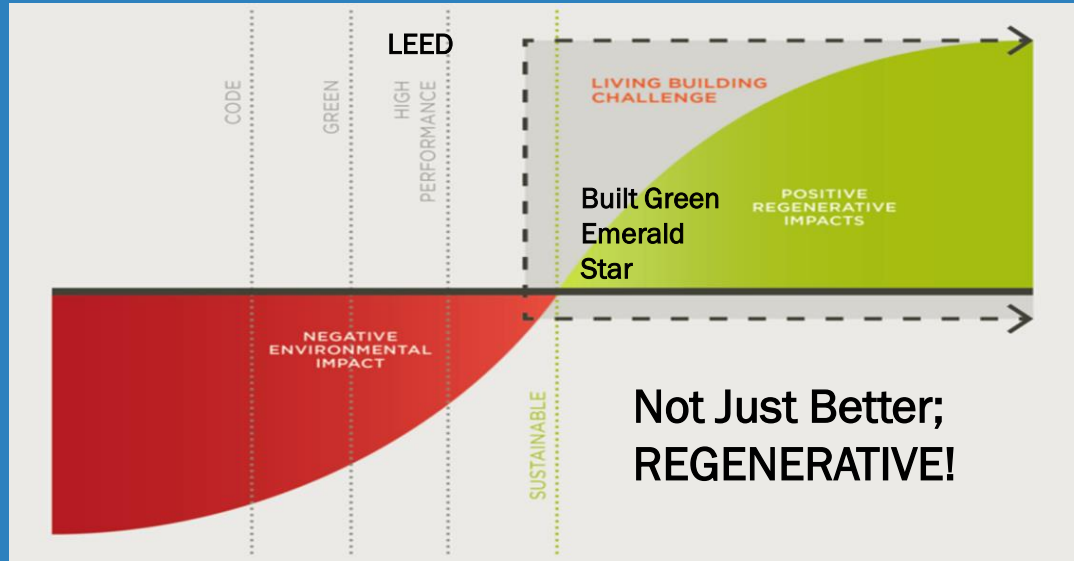 LEED
CODE
GREEN
HIGH
PERFORMANCE
LIVING BUILDING
CHALLENGE
Built Green
Emerald
Star
POSITIVE
REGENERATIVE
IMPACTS
NEGATIVE
ENVIRONMENTAL
IMPACT
SUSTAINABLE
Not Just Better;
REGENERATIVE!